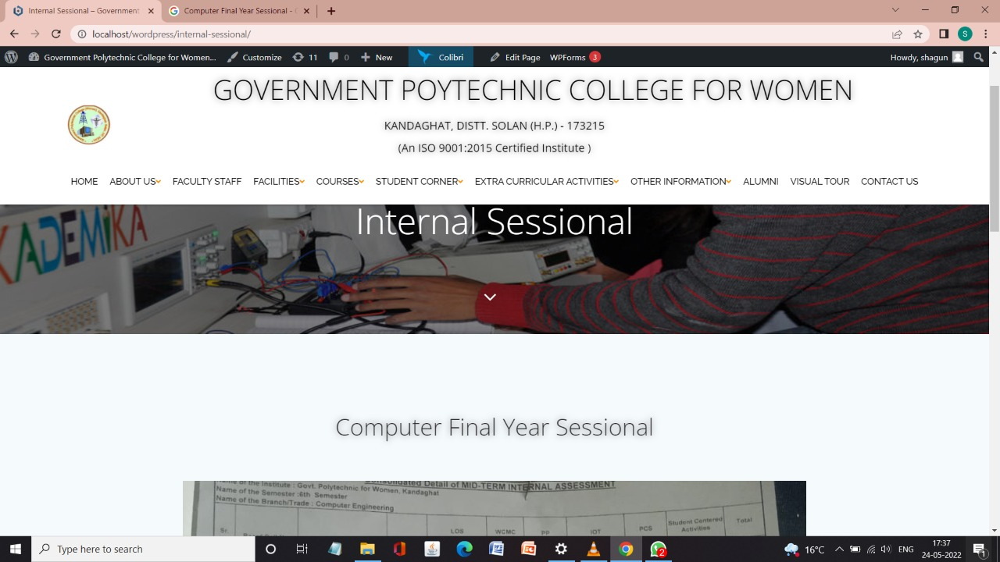 Internal Sessional – Government
Internal Sessional -
localhost/wordpress/internal-sessional/
Government Polytechnic College for Women... Customize 11 0 New Colibri Edit Page WPForms 3 Howdy, shagun
GOVERNMENT POYTECHNIC COLLEGE FOR WOMEN
KANDAGHAT, DISTT. SOLAN (H.P.) - 173215
(An ISO 9001:2015 Certified Institute )
HOME ABOUT US FACULTY STAFF FACILITIES COURSES STUDENT CORNER EXTRA CURRICULAR ACTIVITIES OTHER INFORMATION ALUMNI VISUAL TOUR CONTACT US
KADEMiKA
Internal Sessional
Computer Final Year Sessional
Consolidated Detail of MID-TERM INTERNAL ASSESSMENT
Name of the Institute : Govt. Polytechnic for Women, Kandaghat
Name of the Semester :6th Semester
Name of the Branch/Trade : Computer Engineering
Sr. LOS WCMC PP IOT PCS Student Centered Activities Total
Type here to search
2
16°C
ENG
17:37
24-05-2022
1